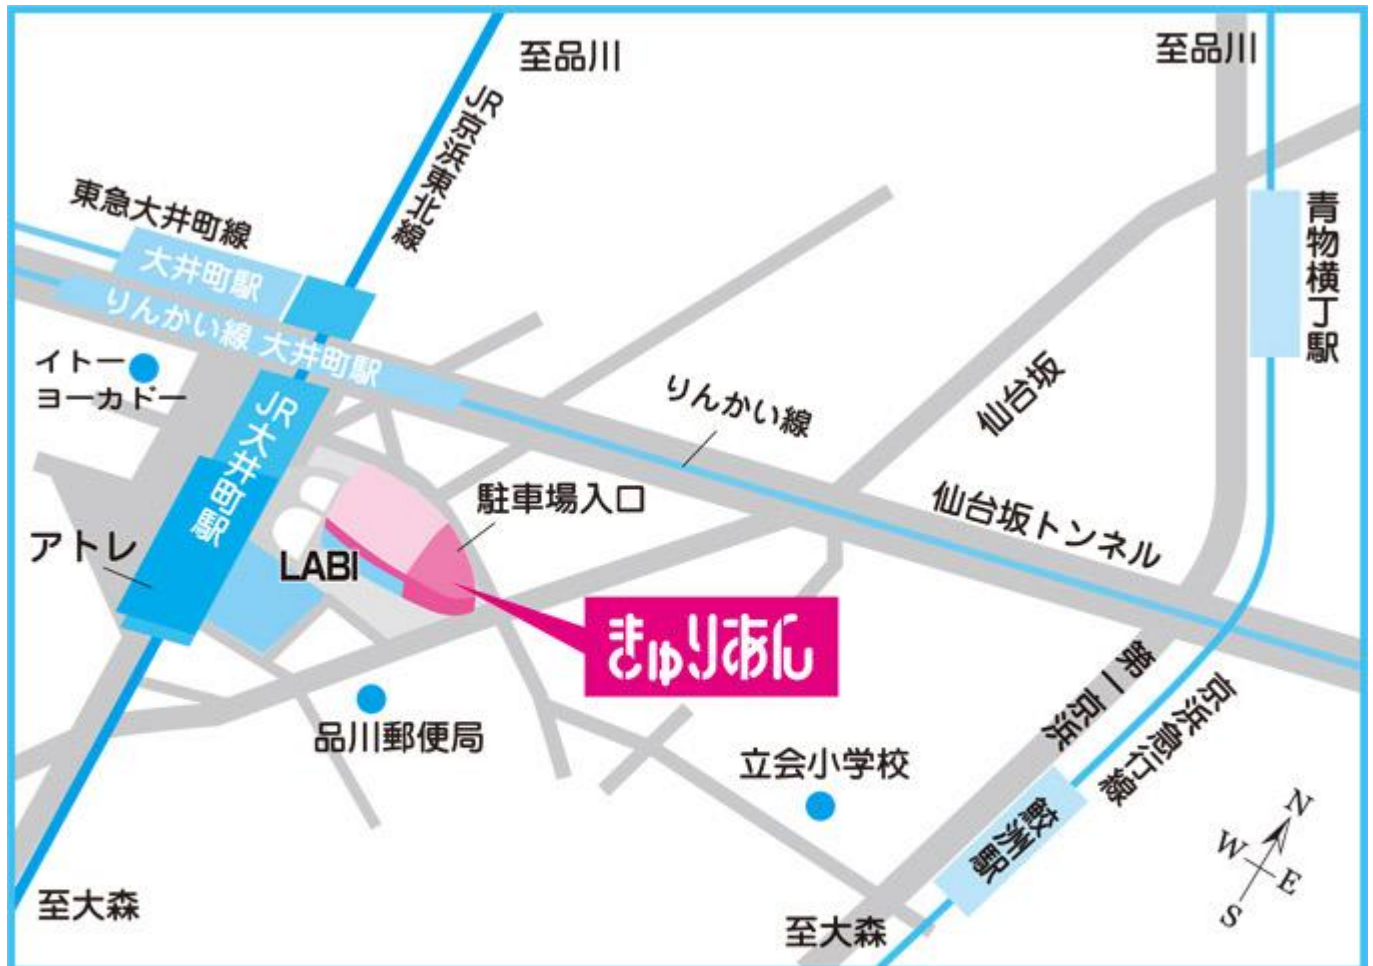 至品川
至品川
JR京浜東北線
東急大井町線
大井町駅
りんかい線 大井町駅
青物横丁駅
イトー
ヨーカドー
JR大井町駅
りんかい線
仙台坂
駐車場入口
仙台坂トンネル
アトレ
LABI
きゅりあん
第一京浜
京浜急行線
品川郵便局
立会小学校
鮫洲駅
N
W
E
S
至大森
至大森